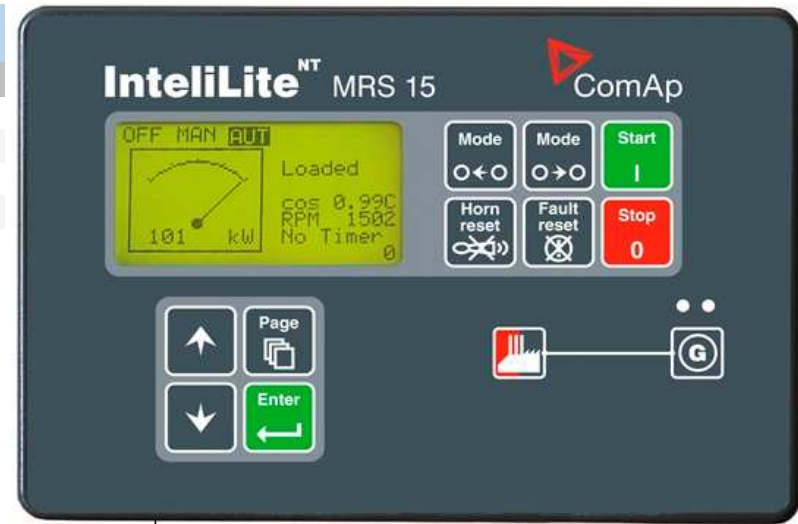 InteliLite NT MRS 15
ComAp
OFF MAN AUT
Loaded
cos 0.99C
RPM 1502
No Timer
0
101 kW
Mode
Mode
Start
I
Horn reset
Fault reset
Stop
0
Page
Enter
G